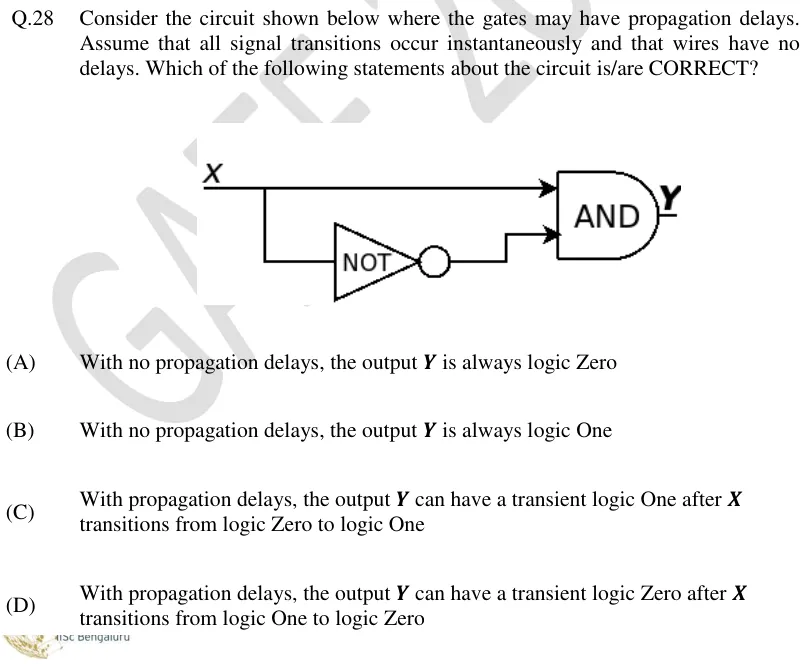 Q.28 Consider the circuit shown below where the gates may have propagation delays.
Assume that all signal transitions occur instantaneously and that wires have no
delays. Which of the following statements about the circuit is/are CORRECT?
X
Y
AND
NOT
(A) With no propagation delays, the output Y is always logic Zero
(B) With no propagation delays, the output Y is always logic One
(C) With propagation delays, the output Y can have a transient logic One after X
transitions from logic Zero to logic One
(D) With propagation delays, the output Y can have a transient logic Zero after X
transitions from logic One to logic Zero
IISc Bengaluru